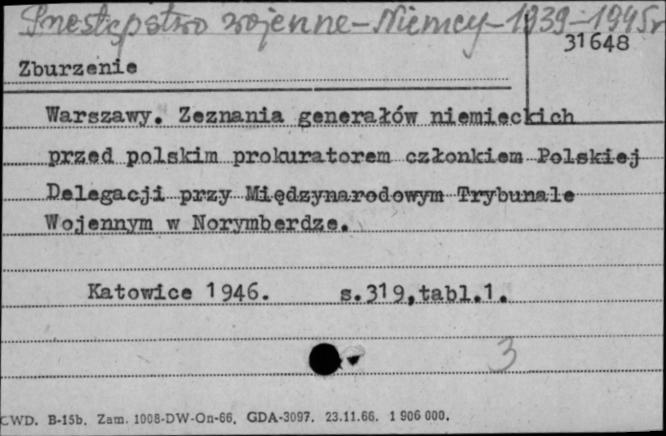 Przestępstwo wojenne - Niemcy - 1939-1945r
31648
Zburzenie
Warszawy. Zeznania generałów niemieckich
przed polskim prokuratorem członkiem Polskiej
Delegacji przy Międzynarodowym Trybunale
Wojennym w Norymberdze.
Katowice 1946. s.319,tabl.1.
3
CWD. B-15b. Zam. 1008-DW-On-66. GDA-3097. 23.11.66. 1 906 000.